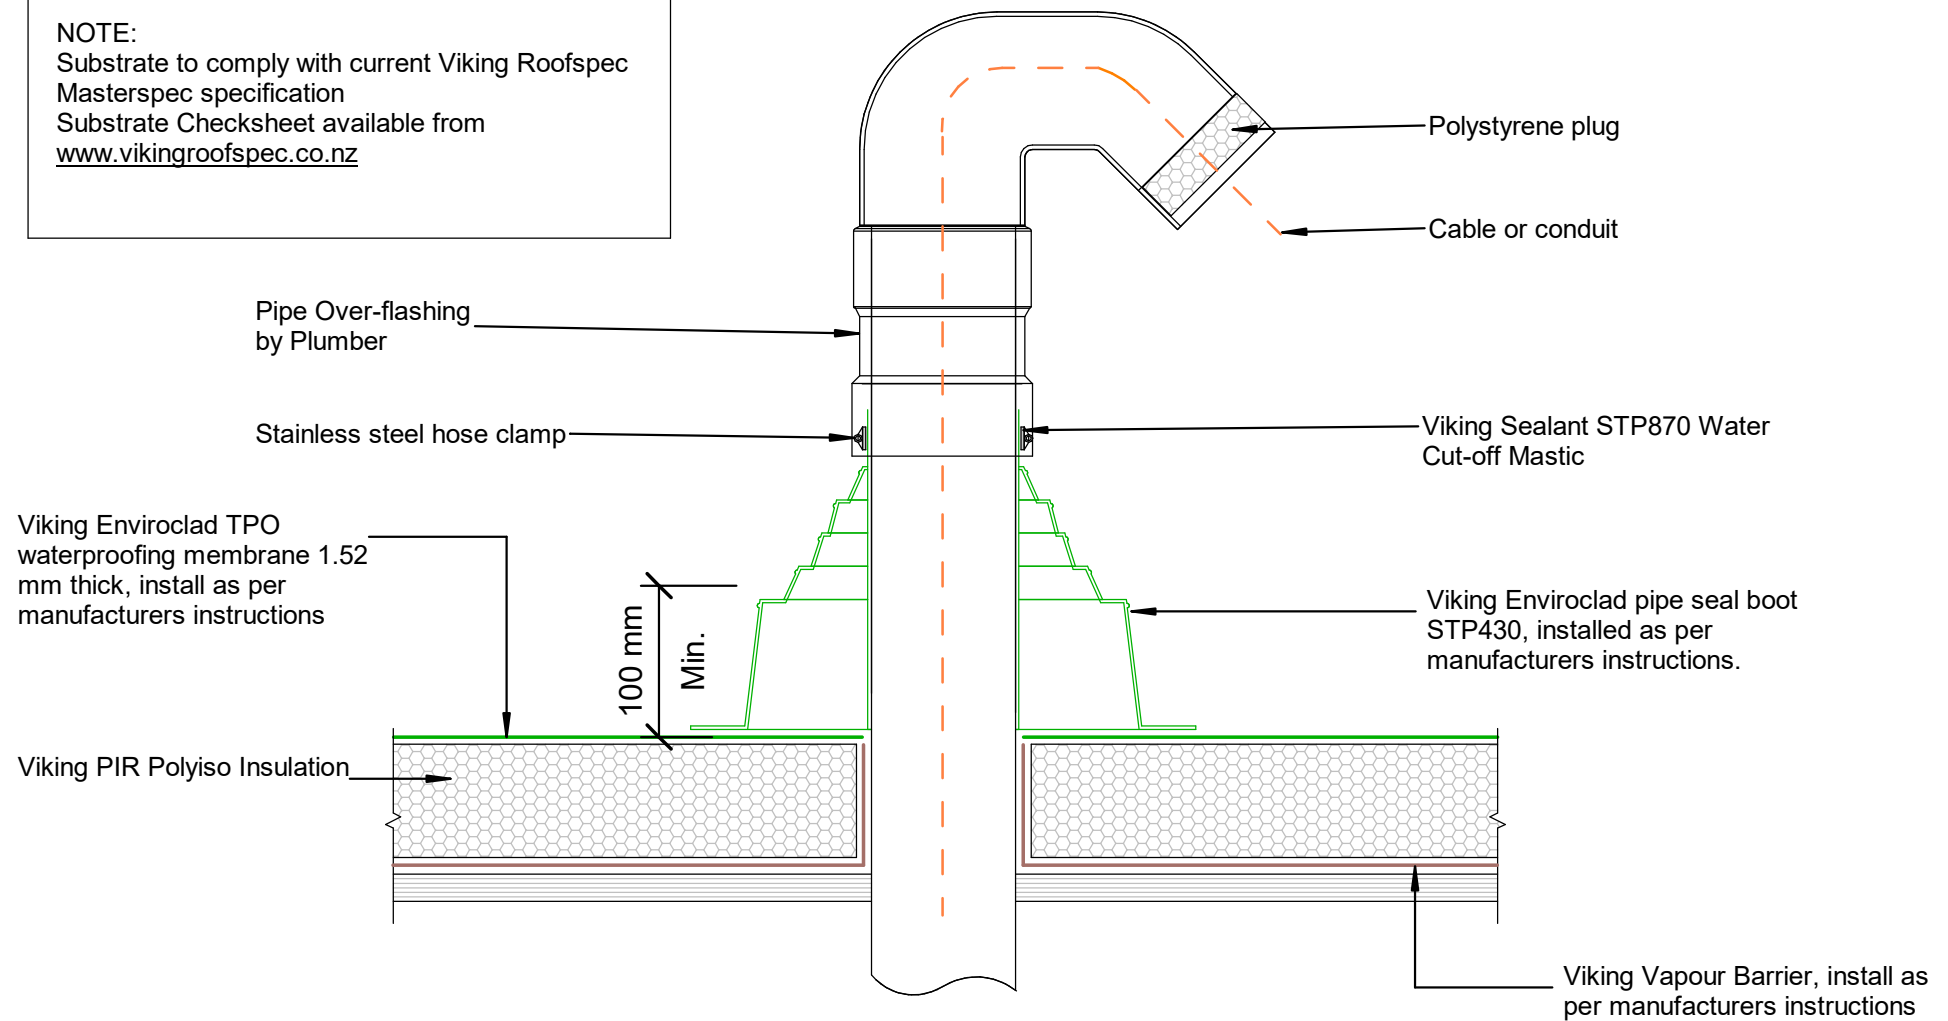 NOTE:
Substrate to comply with current Viking Roofspec
Masterspec specification
Substrate Checksheet available from
www.vikingroofspec.co.nz
Polystyrene plug
Cable or conduit
Pipe Over-flashing
by Plumber
Stainless steel hose clamp
Viking Sealant STP870 Water
Cut-off Mastic
Viking Enviroclad TPO
waterproofing membrane 1.52
mm thick, install as per
manufacturers instructions
100 mm
Min.
Viking Enviroclad pipe seal boot
STP430, installed as per
manufacturers instructions.
Viking PIR Polyiso Insulation
Viking Vapour Barrier, install as
per manufacturers instructions